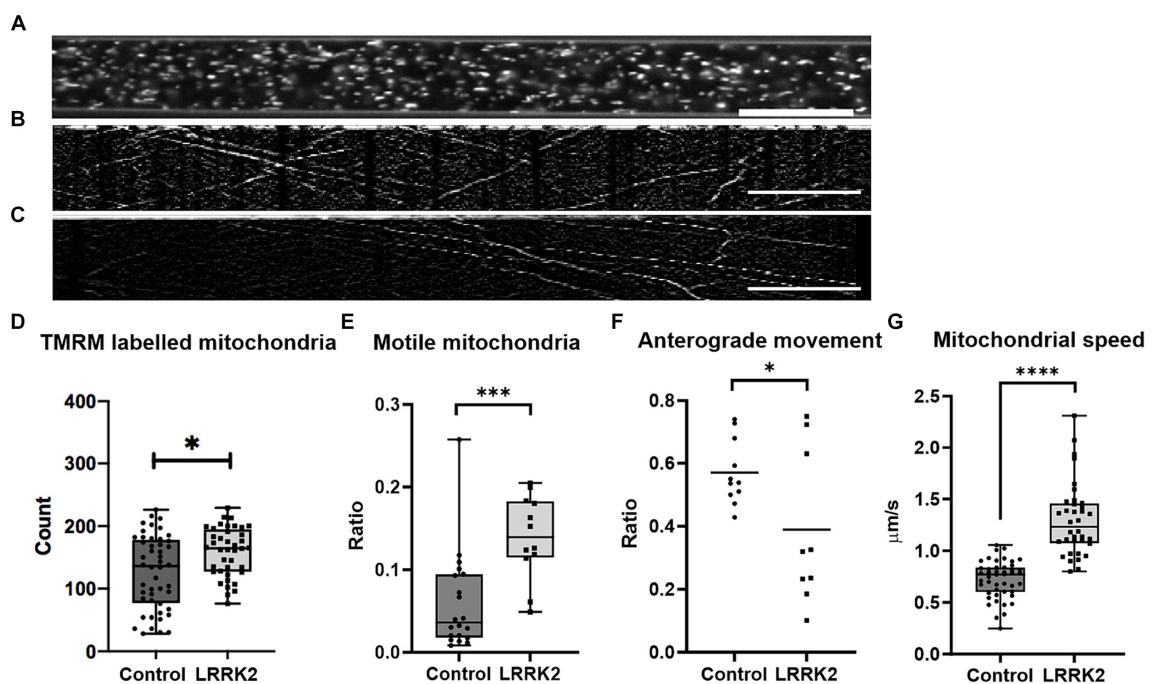 A
B
C
D
TMRM labelled mitochondria
*
400
300
200
100
0
Count
Control LRRK2
E
Motile mitochondria
***
0.3
0.2
0.1
0.0
Ratio
Control LRRK2
F
Anterograde movement
*
0.8
0.6
0.4
0.2
0.0
Ratio
Control LRRK2
G
Mitochondrial speed
****
2.5
2.0
1.5
1.0
0.5
0.0
μm/s
Control LRRK2